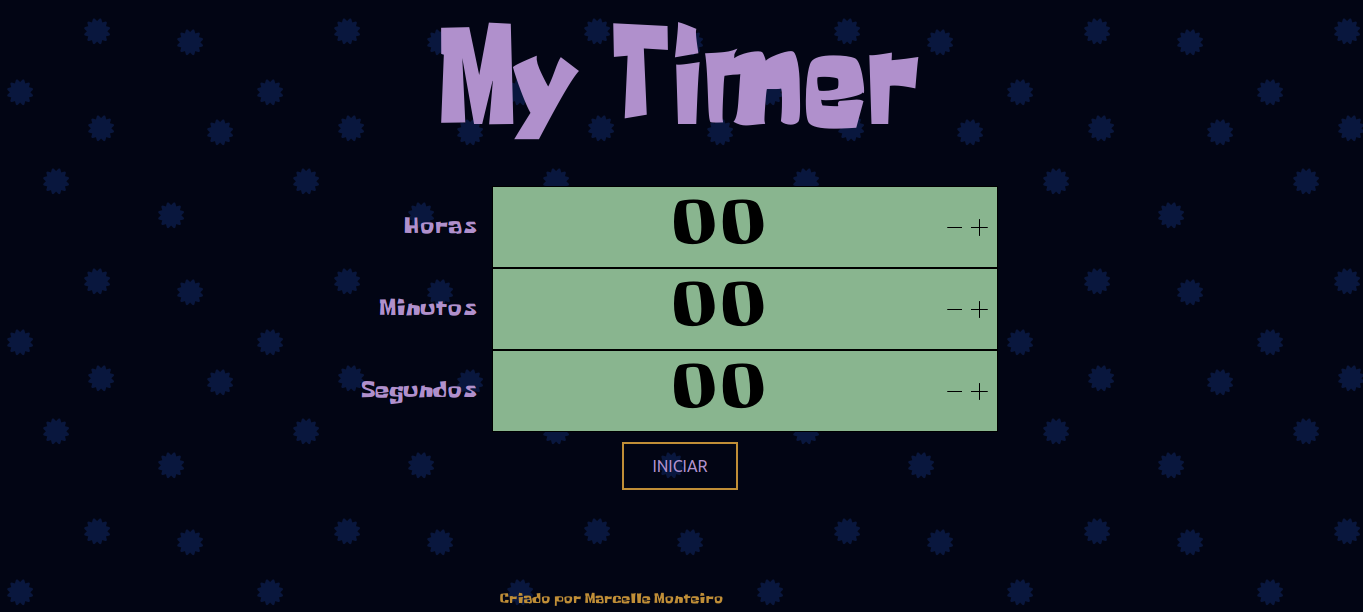 My Timer
Horas 00 − +
Minutos 00 − +
Segundos 00 − +
INICIAR
Criado por Marcelle Monteiro